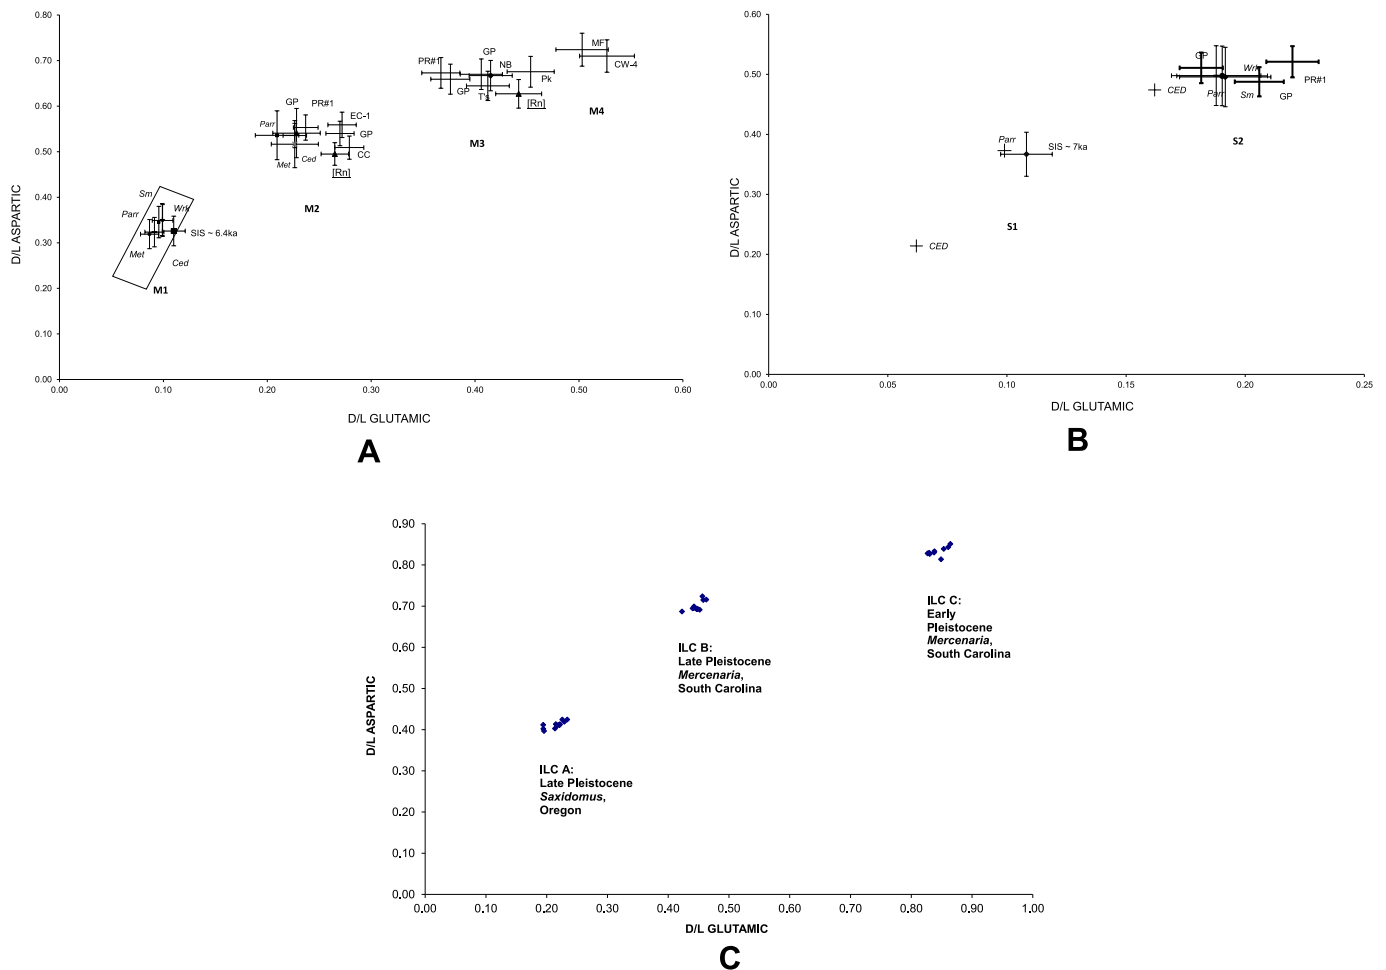 0.80
0.70
0.60
0.50
0.40
0.30
0.20
0.10
0.00
D/L ASPARTIC
0.00 0.10 0.20 0.30 0.40 0.50 0.60
D/L GLUTAMIC
MF
CW-4
GP
NB
PR#1
Pk
GP
T's
[Rn]
M4
M3
GP
PR#1
EC-1
Parr
GP
Met
Ced
CC
[Rn]
M2
Sm
Parr
Wrk
SIS ~ 6.4ka
Met
Ced
M1
A
0.60
0.50
0.40
0.30
0.20
0.10
0.00
D/L ASPARTIC
0.00 0.05 0.10 0.15 0.20 0.25
D/L GLUTAMIC
GP
Wrk
PR#1
CED
Parr
Sm
GP
S2
Parr
SIS ~ 7ka
S1
CED
B
0.90
0.80
0.70
0.60
0.50
0.40
0.30
0.20
0.10
0.00
D/L ASPARTIC
0.00 0.10 0.20 0.30 0.40 0.50 0.60 0.70 0.80 0.90 1.00
D/L GLUTAMIC
ILC A:
Late Pleistocene
Saxidomus,
Oregon
ILC B:
Late Pleistocene
Mercenaria,
South Carolina
ILC C:
Early
Pleistocene
Mercenaria,
South Carolina
C